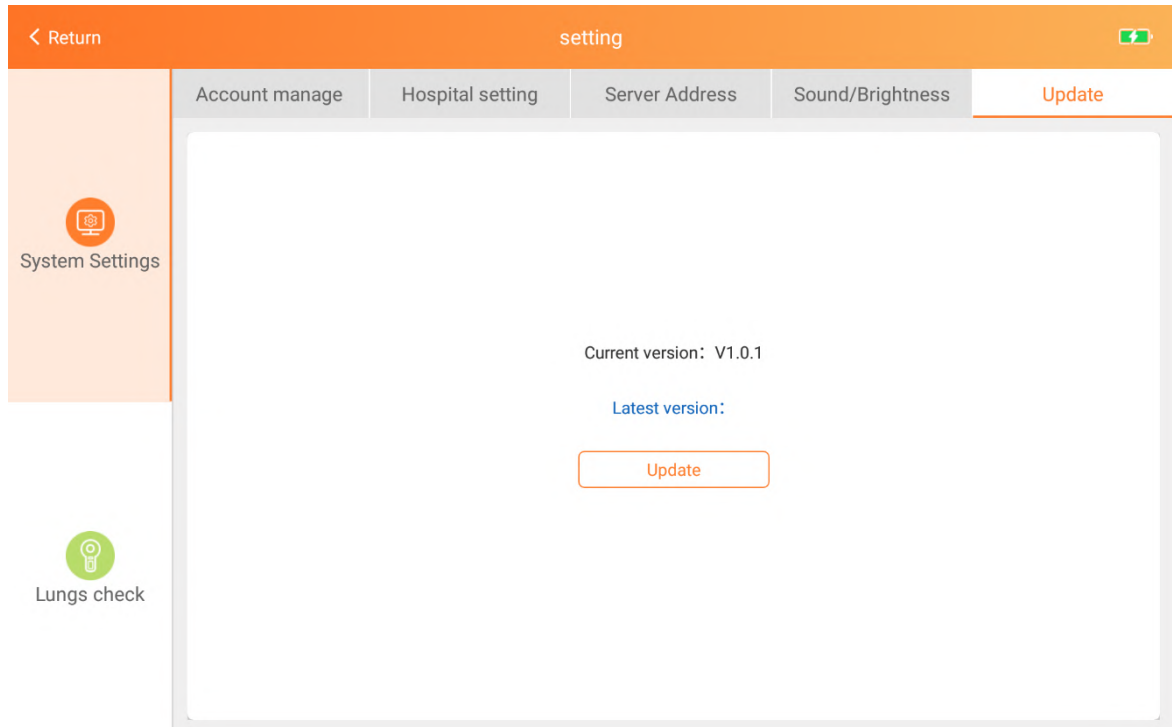 Return
setting
Account manage
Hospital setting
Server Address
Sound/Brightness
Update
System Settings
Current version：V1.0.1
Latest version：
Update
Lungs check